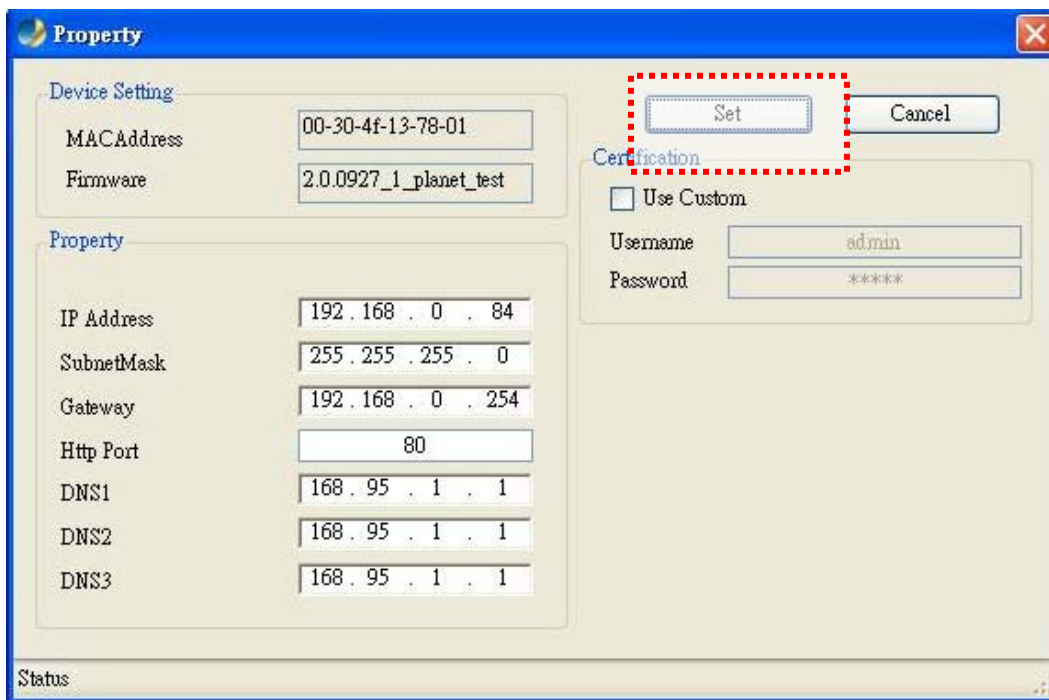 Property
Device Setting
MACAddress 00-30-4f-13-78-01
Firmware 2.0.0927_1_planet_test
Set Cancel
Certification
Use Custom
Username admin
Password *****
Property
IP Address 192 . 168 . 0 . 84
SubnetMask 255 . 255 . 255 . 0
Gateway 192 . 168 . 0 . 254
Http Port 80
DNS1 168 . 95 . 1 . 1
DNS2 168 . 95 . 1 . 1
DNS3 168 . 95 . 1 . 1
Status